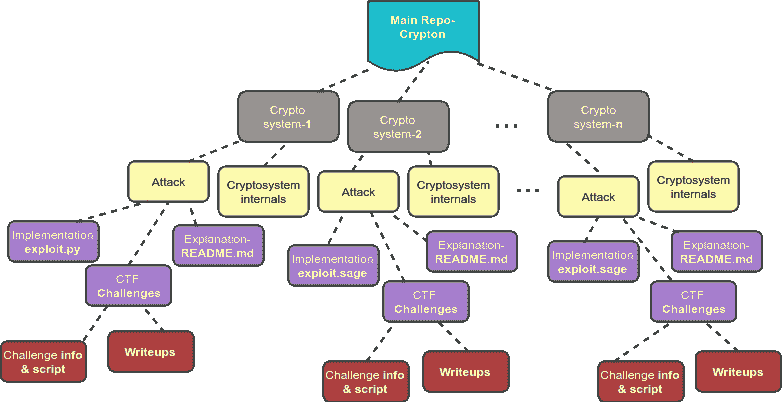 Main Repo-
Crypton
Crypto
system-1
Crypto
system-2
...
Crypto
system-n
Attack
Cryptosystem
internals
Attack
Cryptosystem
internals
...
Attack
Cryptosystem
internals
Implementation
exploit.py
Explanation-
README.md
Implementation
exploit.sage
Explanation-
README.md
Implementation
exploit.sage
Explanation-
README.md
CTF
Challenges
CTF
Challenges
CTF
Challenges
Challenge info
& script
Writeups
Challenge info
& script
Writeups
Challenge info
& script
Writeups